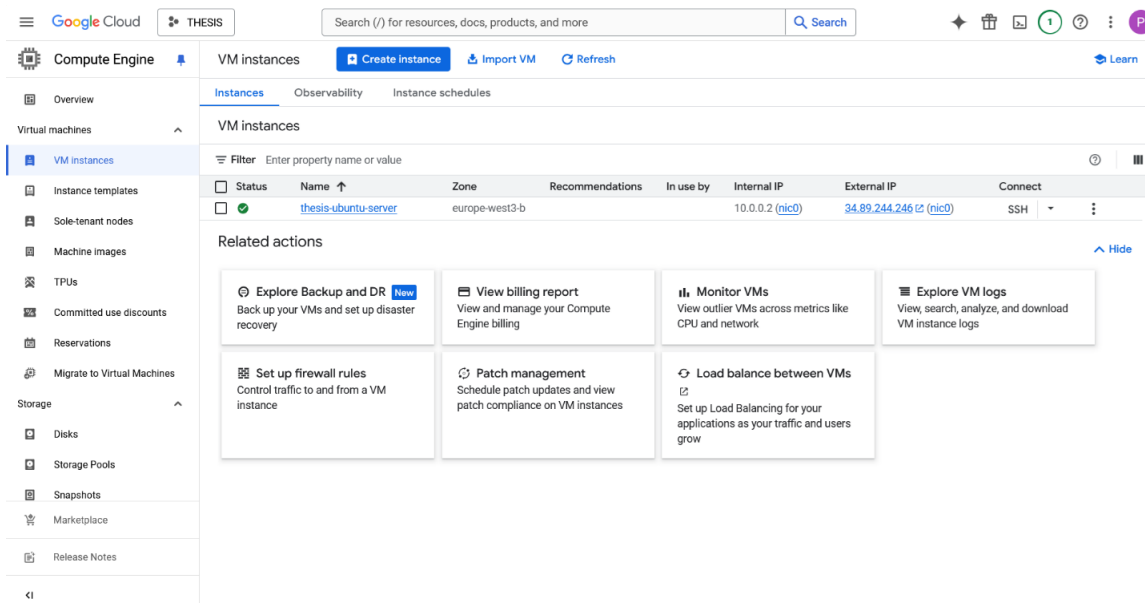 Google Cloud THESIS Search (/) for resources, docs, products, and more Search 1 P
Compute Engine VM instances Create instance Import VM Refresh Learn
Overview
Virtual machines
VM instances
Instance templates
Sole-tenant nodes
Machine images
TPUs
Committed use discounts
Reservations
Migrate to Virtual Machines
Storage
Disks
Storage Pools
Snapshots
Marketplace
Release Notes
Instances Observability Instance schedules
VM instances
Filter Enter property name or value
Status Name Zone Recommendations In use by Internal IP External IP Connect
thesis-ubuntu-server europe-west3-b 10.0.0.2 (nic0) 34.89.244.246 (nic0) SSH
Related actions
Hide
Explore Backup and DR New
Back up your VMs and set up disaster
recovery
View billing report
View and manage your Compute
Engine billing
Monitor VMs
View outlier VMs across metrics like
CPU and network
Explore VM logs
View, search, analyze, and download
VM instance logs
Set up firewall rules
Control traffic to and from a VM
instance
Patch management
Schedule patch updates and view
patch compliance on VM instances
Load balance between VMs
Set up Load Balancing for your
applications as your traffic and users
grow